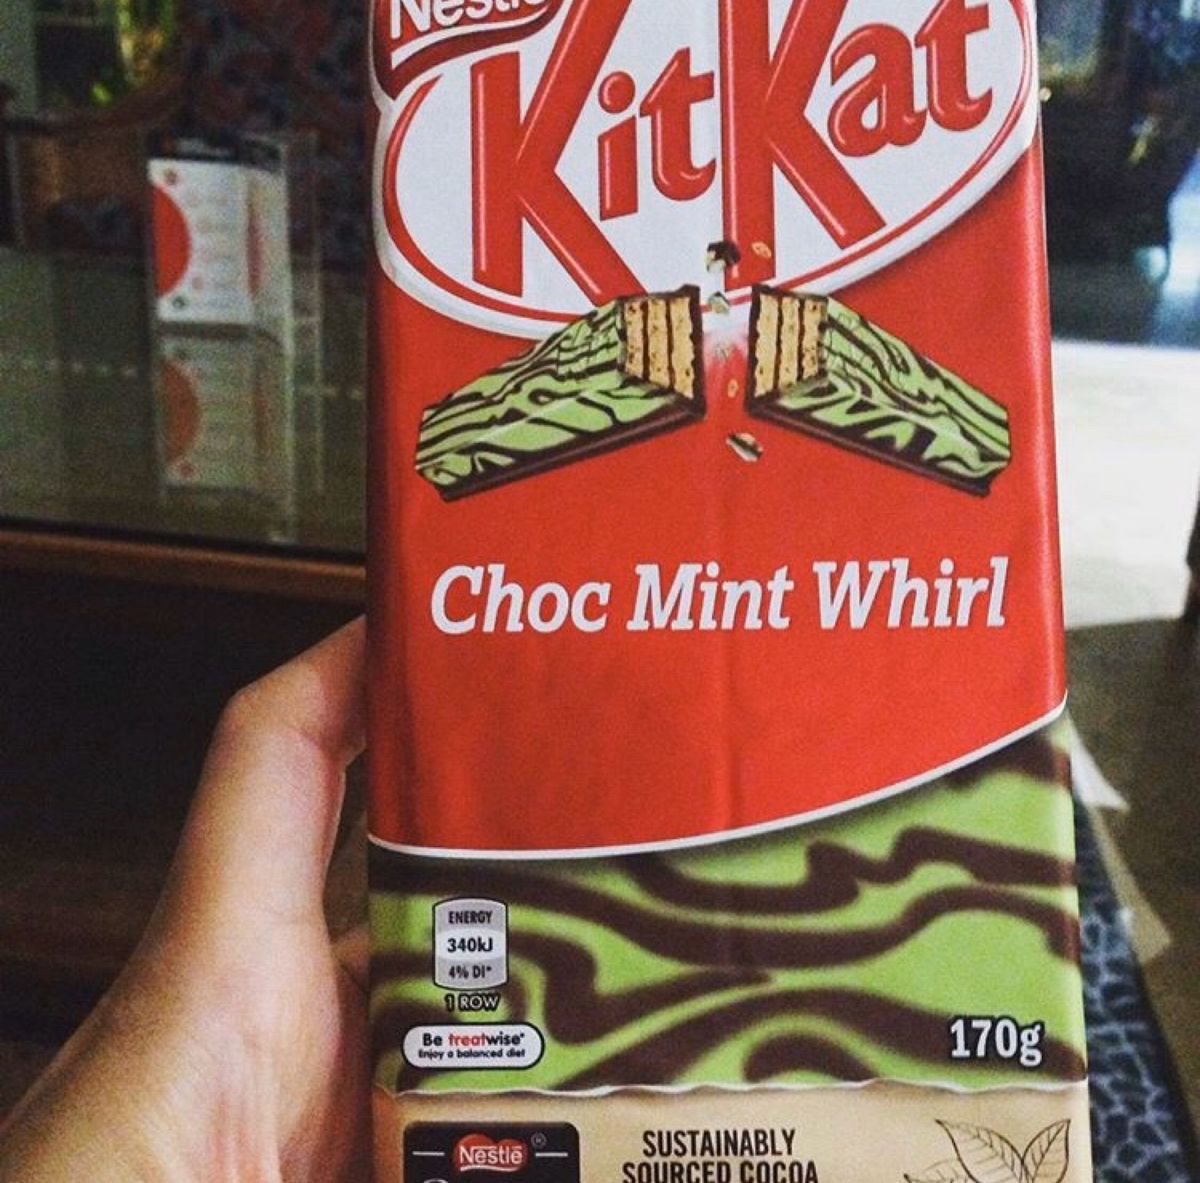 Nestlé
KitKat
Choc Mint Whirl
ENERGY
340kJ
4% DI*
1 ROW
Be treatwise*
Enjoy a balanced diet
170g
Nestlé ®
SUSTAINABLY
SOURCED COCOA